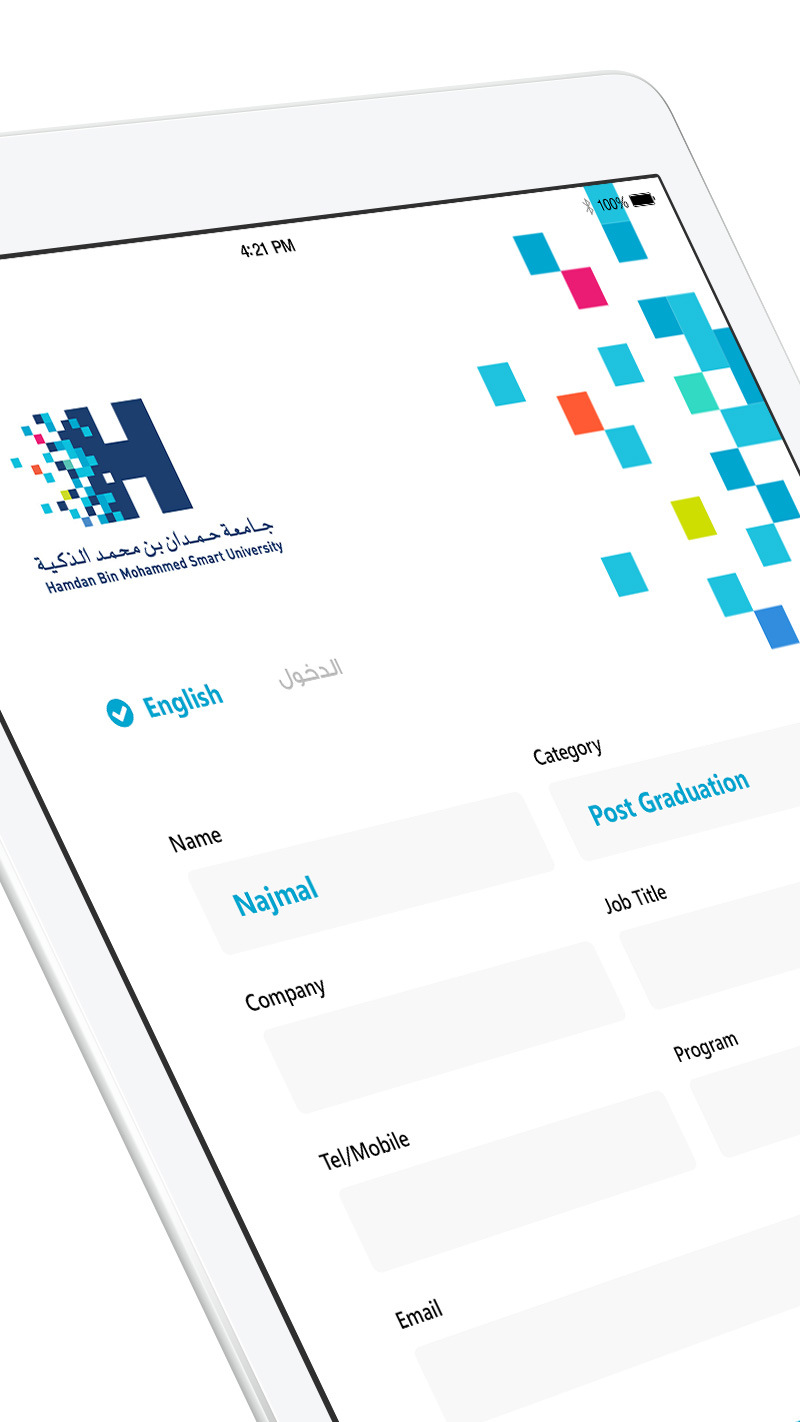 4:21 PM
100%
جامعة حمدان بن محمد الذكية
Hamdan Bin Mohammed Smart University
English
الدخول
Name
Category
Najmal
Post Graduation
Company
Job Title
Tel/Mobile
Program
Email